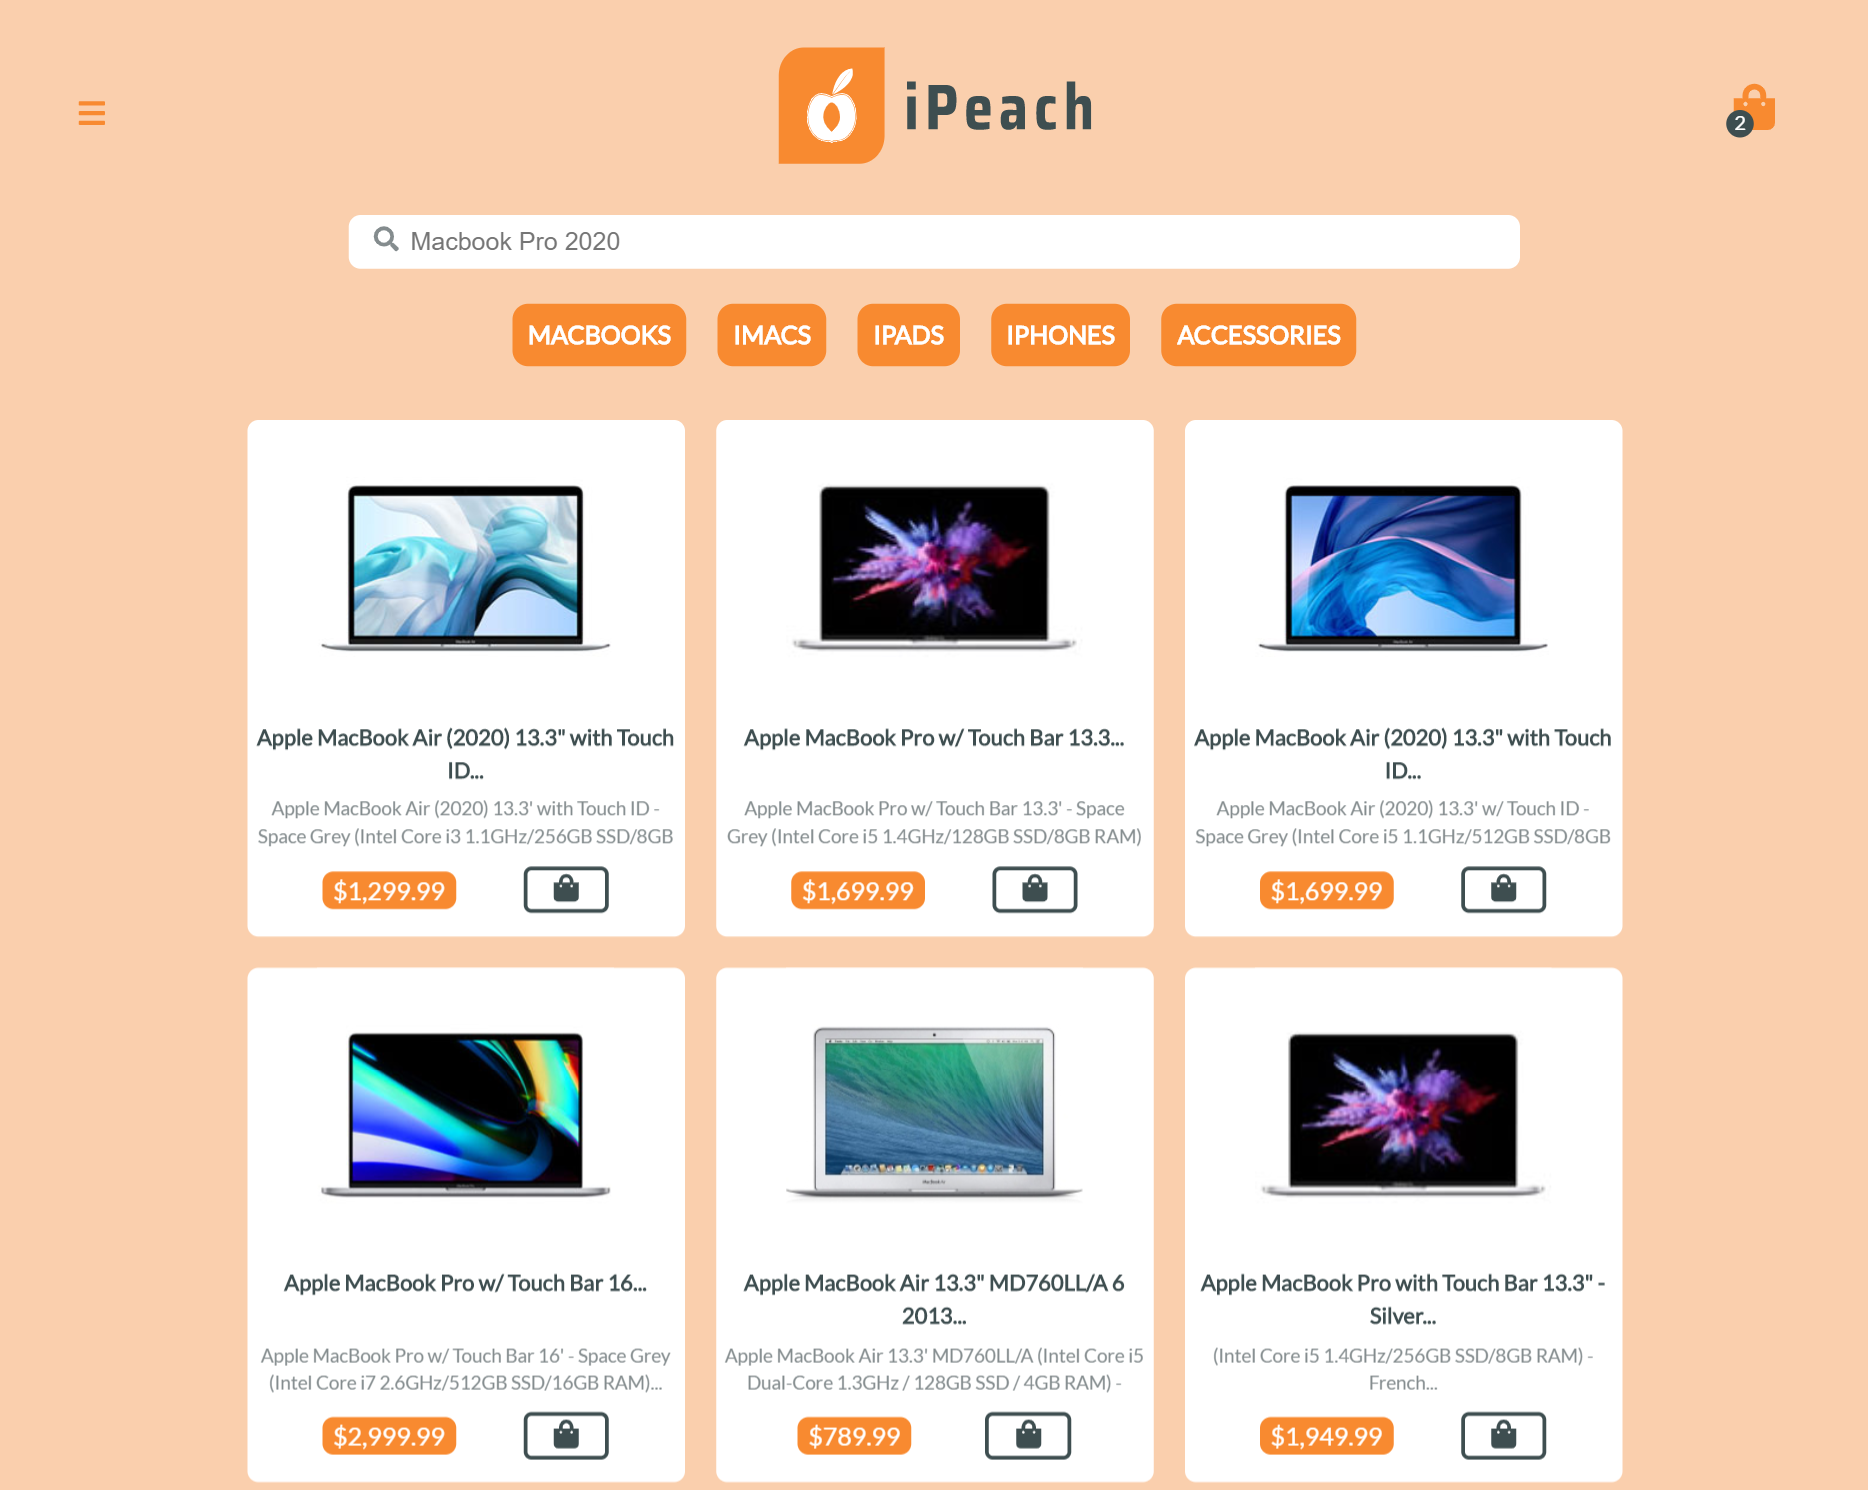 iPeach
2
Macbook Pro 2020
MACBOOKS
IMACS
IPADS
IPHONES
ACCESSORIES
Apple MacBook Air (2020) 13.3" with Touch
ID...
Apple MacBook Air (2020) 13.3' with Touch ID -
Space Grey (Intel Core i3 1.1GHz/256GB SSD/8GB
$1,299.99
Apple MacBook Pro w/ Touch Bar 13.3...
Apple MacBook Pro w/ Touch Bar 13.3' - Space
Grey (Intel Core i5 1.4GHz/128GB SSD/8GB RAM)
$1,699.99
Apple MacBook Air (2020) 13.3" with Touch
ID...
Apple MacBook Air (2020) 13.3' w/ Touch ID -
Space Grey (Intel Core i5 1.1GHz/512GB SSD/8GB
$1,699.99
Apple MacBook Pro w/ Touch Bar 16...
Apple MacBook Pro w/ Touch Bar 16' - Space Grey
(Intel Core i7 2.6GHz/512GB SSD/16GB RAM)...
$2,999.99
MacBook Air
Apple MacBook Air 13.3" MD760LL/A 6
2013...
Apple MacBook Air 13.3' MD760LL/A (Intel Core i5
Dual-Core 1.3GHz / 128GB SSD / 4GB RAM) -
$789.99
Apple MacBook Pro with Touch Bar 13.3" -
Silver...
(Intel Core i5 1.4GHz/256GB SSD/8GB RAM) -
French...
$1,949.99